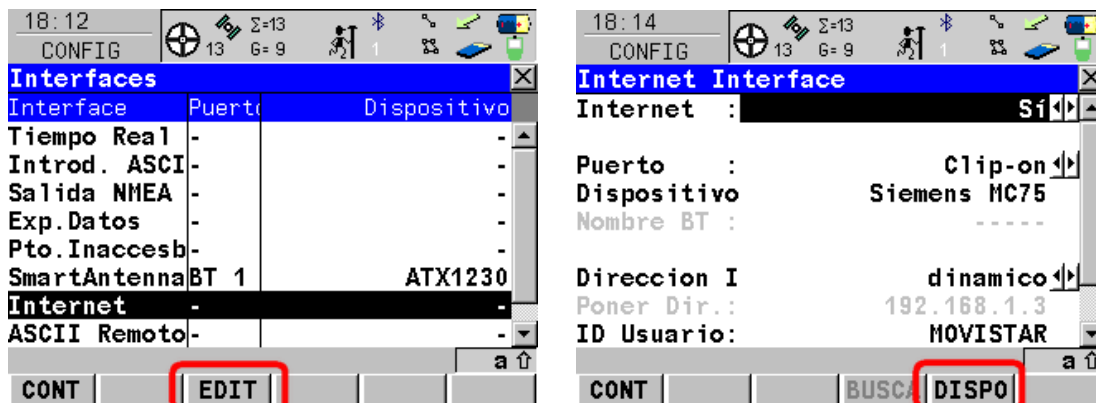 18:12
CONFIG
13 Σ=13
G= 9
1
Interfaces
Interface Puerto Dispositivo
Tiempo Real - -
Introd. ASCI - -
Salida NMEA - -
Exp.Datos - -
Pto.Inaccesb - -
SmartAntenna BT 1 ATX1230
Internet - -
ASCII Remoto - -
a ⇧
CONT EDIT
18:14
CONFIG
13 Σ=13
G= 9
1
Internet Interface
Internet : Sí
Puerto : Clip-on
Dispositivo Siemens MC75
Nombre BT : -----
Direccion I dinamico
Poner Dir.: 192.168.1.3
ID Usuario: MOVISTAR
a ⇧
CONT BUSCA DISPO